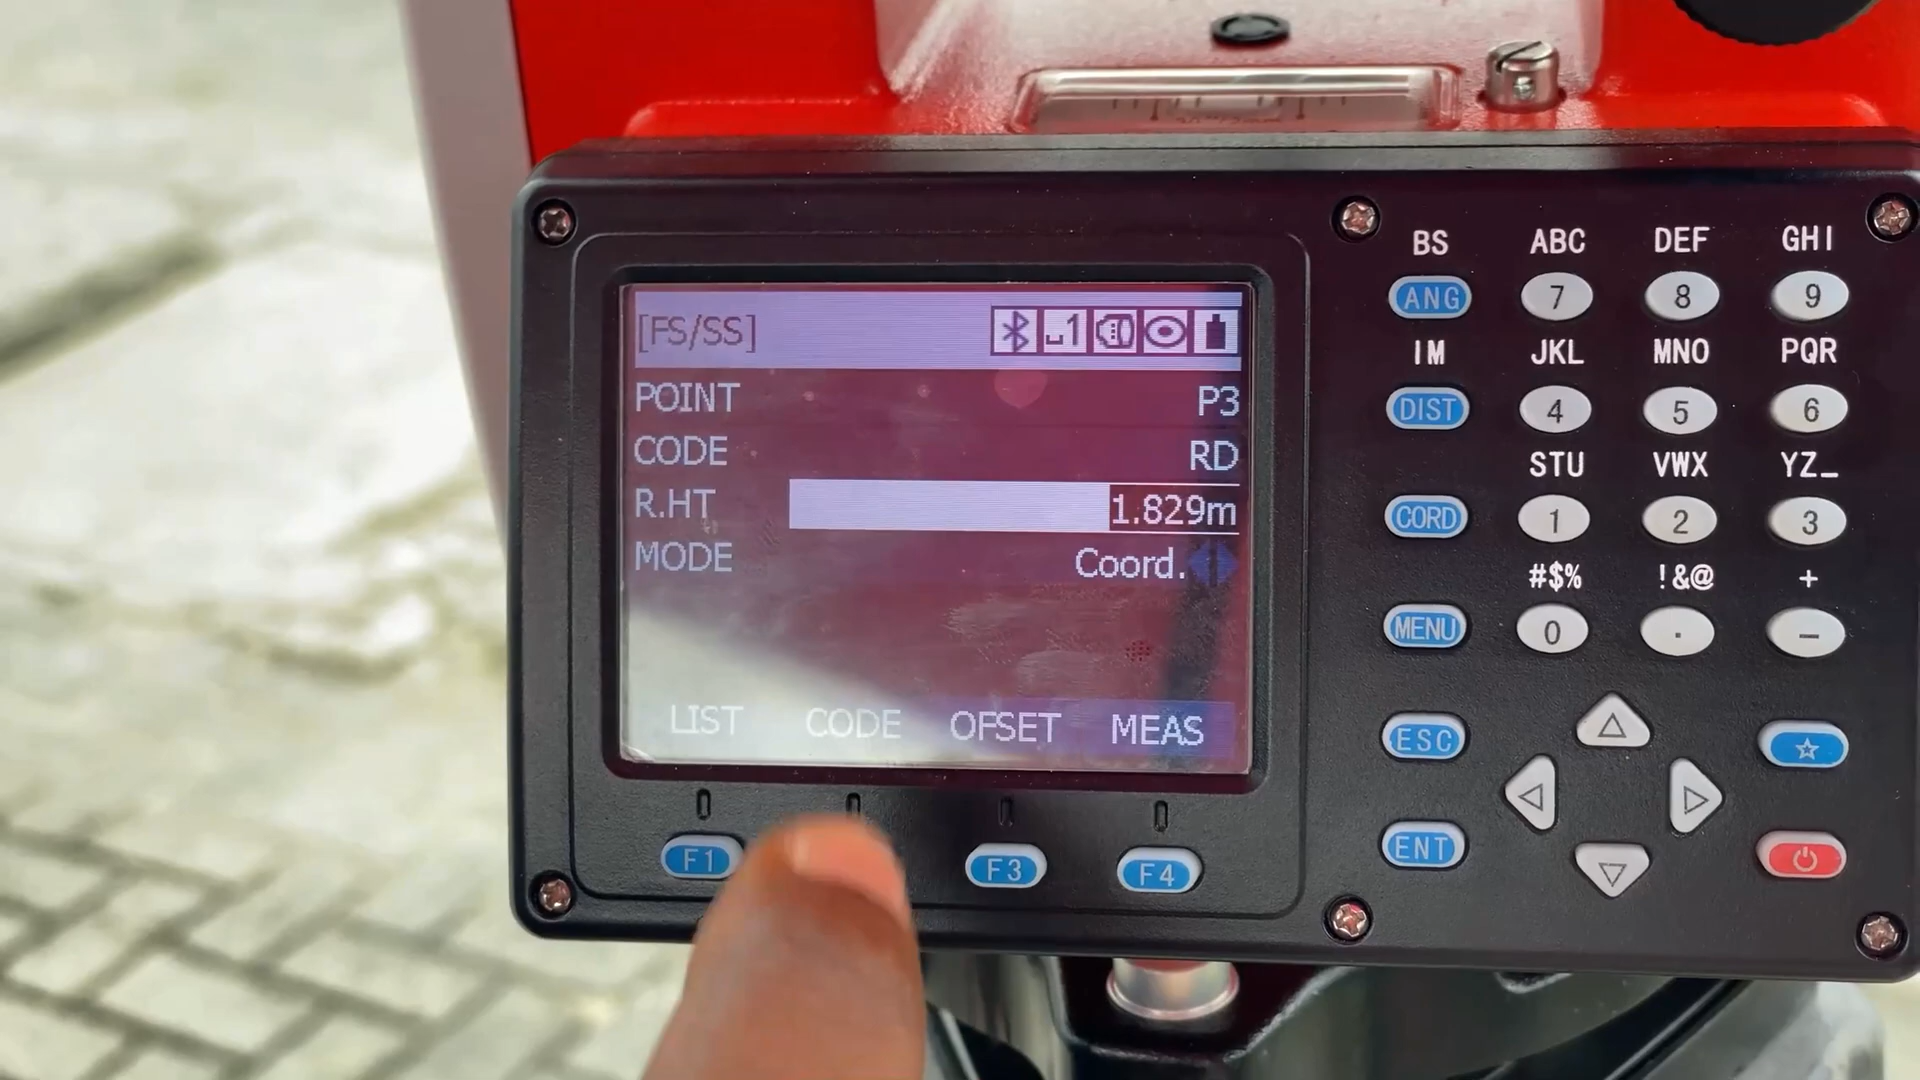 [FS/SS] 1
POINT P3
CODE RD
R.HT 1.829m
MODE Coord.
LIST CODE OFSET MEAS
F1 F3 F4
BS ABC DEF GHI
ANG 7 8 9
IM JKL MNO PQR
DIST 4 5 6
STU VWX YZ_
CORD 1 2 3
#$% !&@ +
MENU 0 . −
ESC
ENT